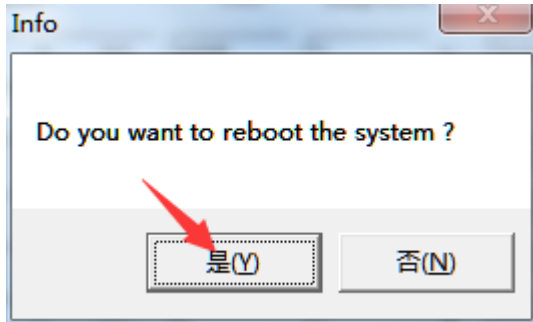 Info
Do you want to reboot the system ?
是(Y)
否(N)